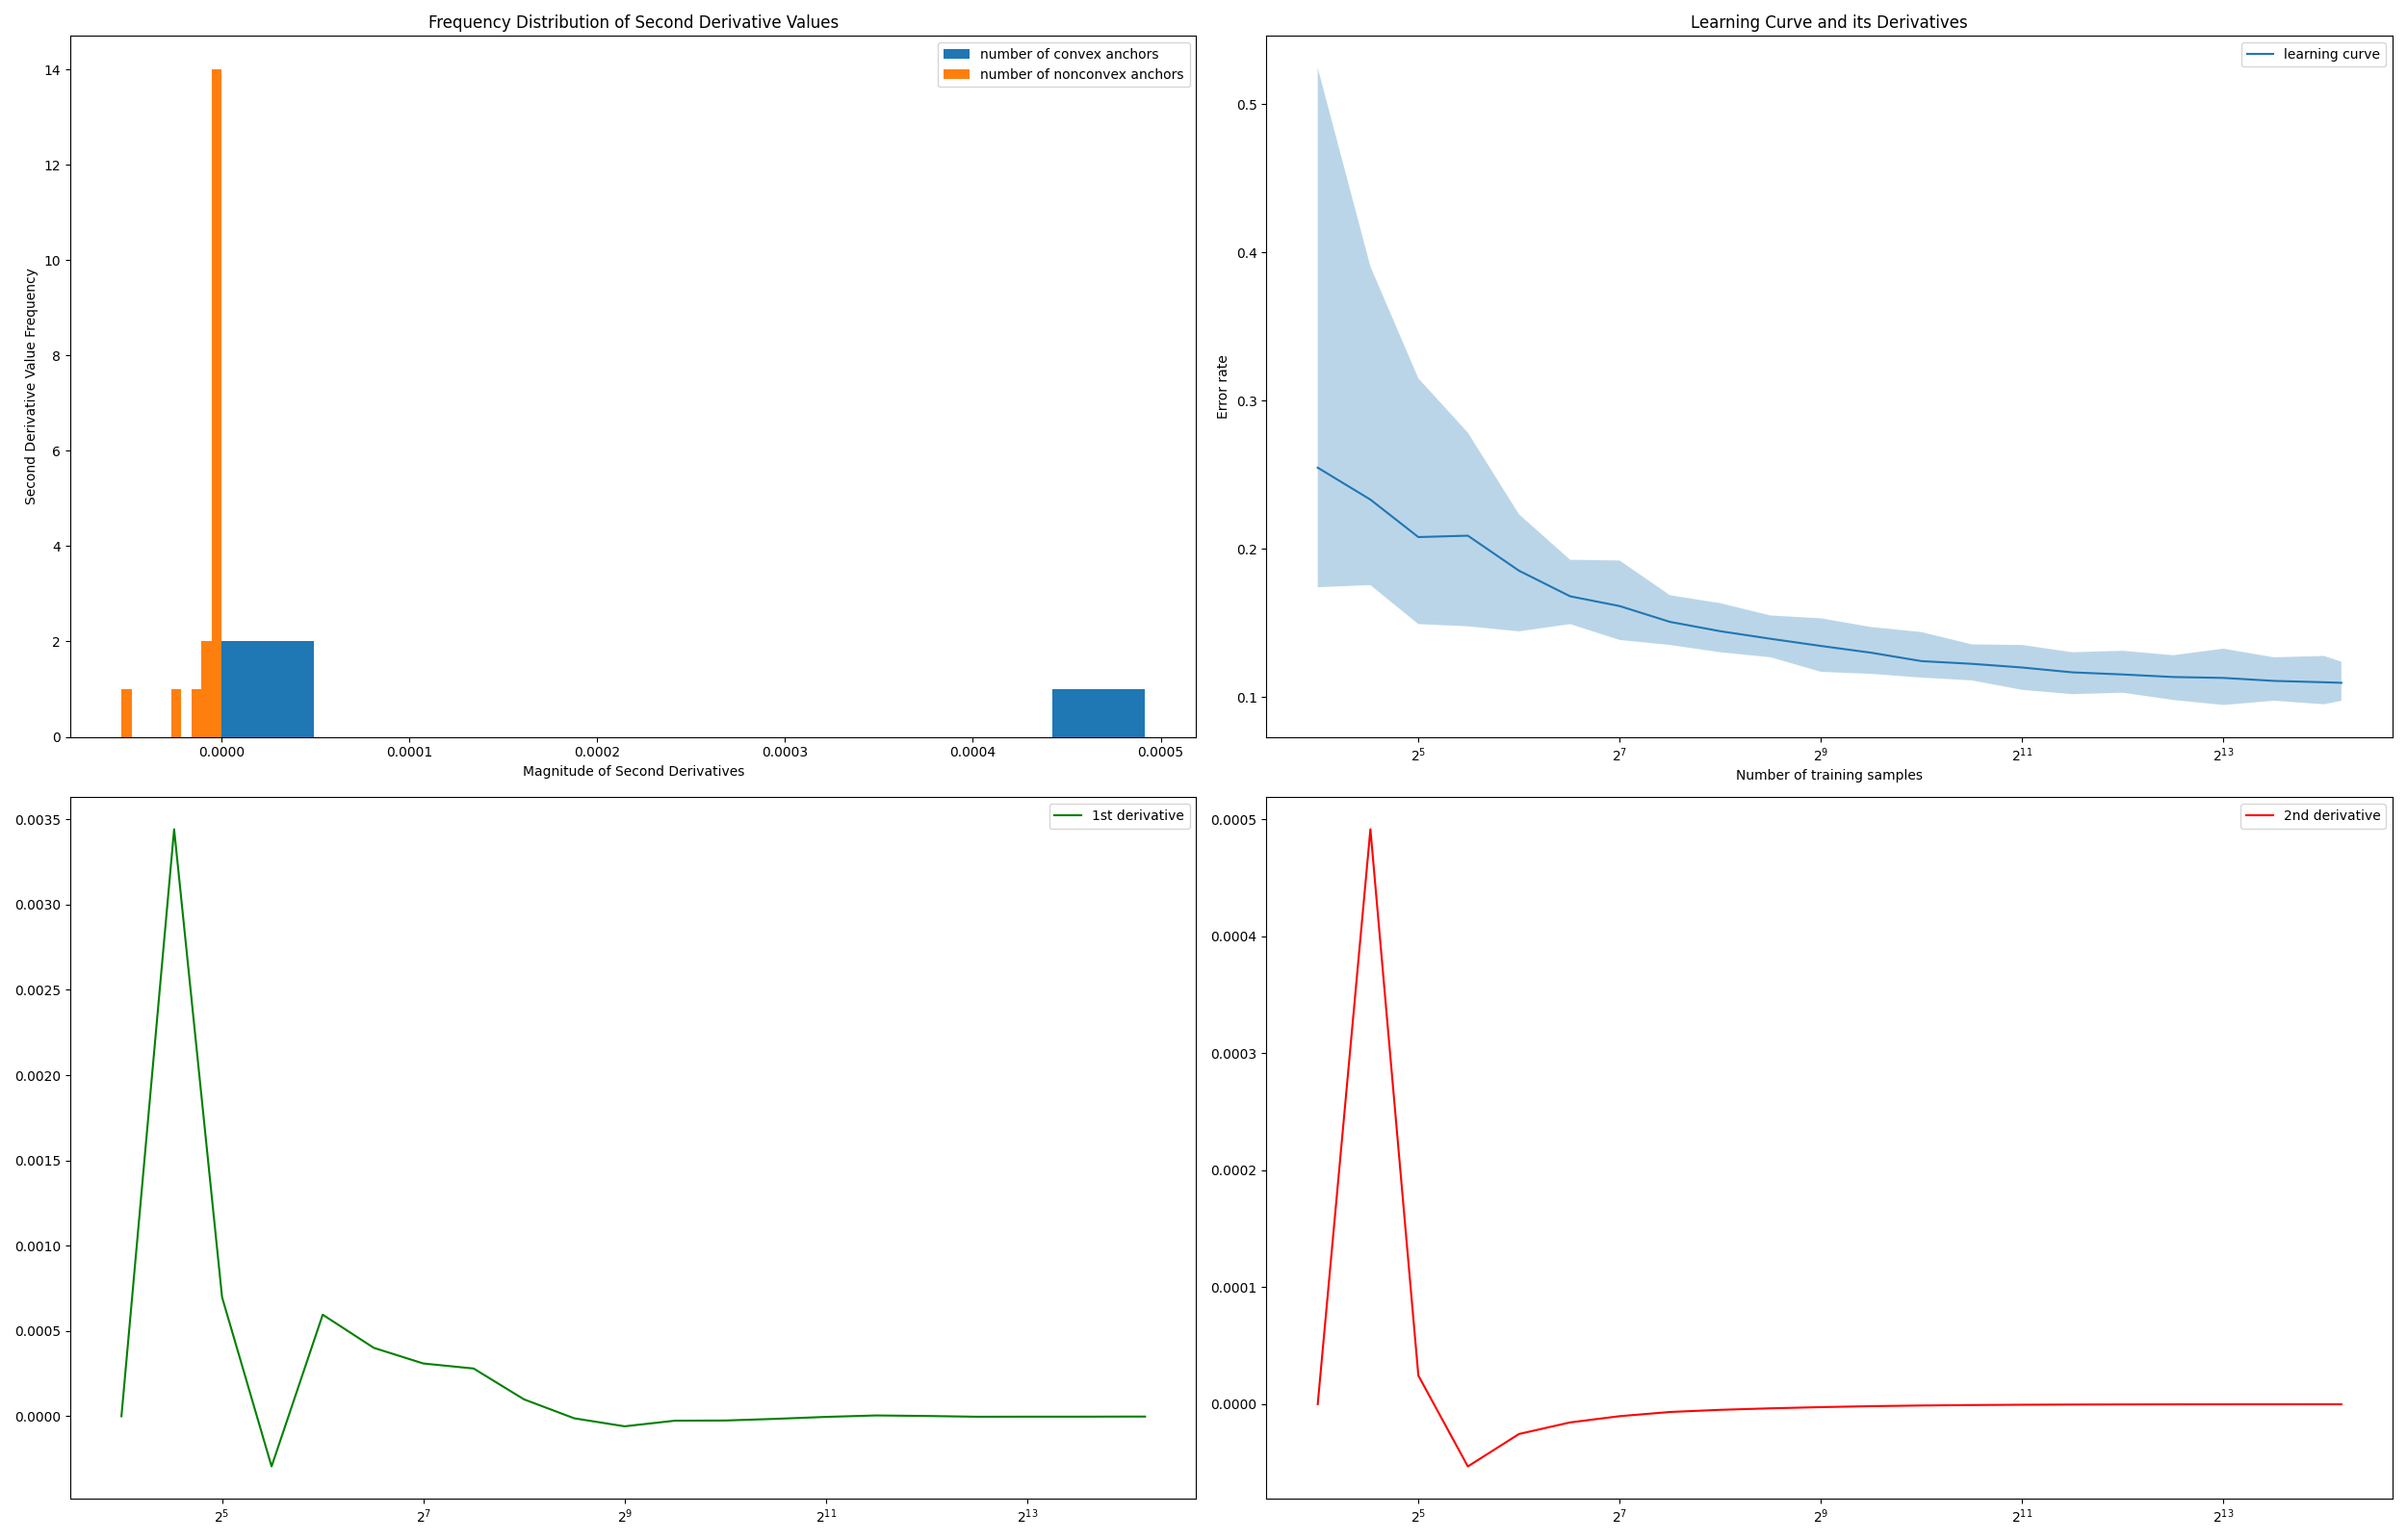 Frequency Distribution of Second Derivative Values
number of convex anchors
number of nonconvex anchors
14
12
10
8
6
4
2
0
Second Derivative Value Frequency
0.0000 0.0001 0.0002 0.0003 0.0004 0.0005
Magnitude of Second Derivatives
Learning Curve and its Derivatives
learning curve
0.5
0.4
0.3
0.2
0.1
Error rate
2^5 2^7 2^9 2^11 2^13
Number of training samples
1st derivative
0.0035
0.0030
0.0025
0.0020
0.0015
0.0010
0.0005
0.0000
2^5 2^7 2^9 2^11 2^13
2nd derivative
0.0005
0.0004
0.0003
0.0002
0.0001
0.0000
2^5 2^7 2^9 2^11 2^13